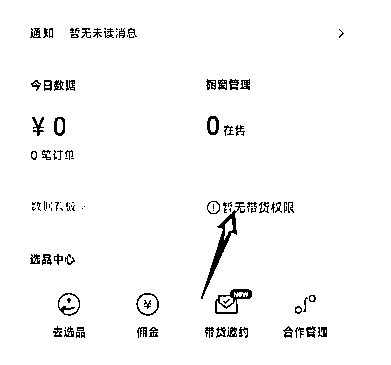 通知 暂无未读消息
今日数据 橱窗管理
¥ 0 0 在售
0 笔订单
数据看板 暂无带货权限
选品中心
NEW
去选品 佣金 带货邀约 合作管理